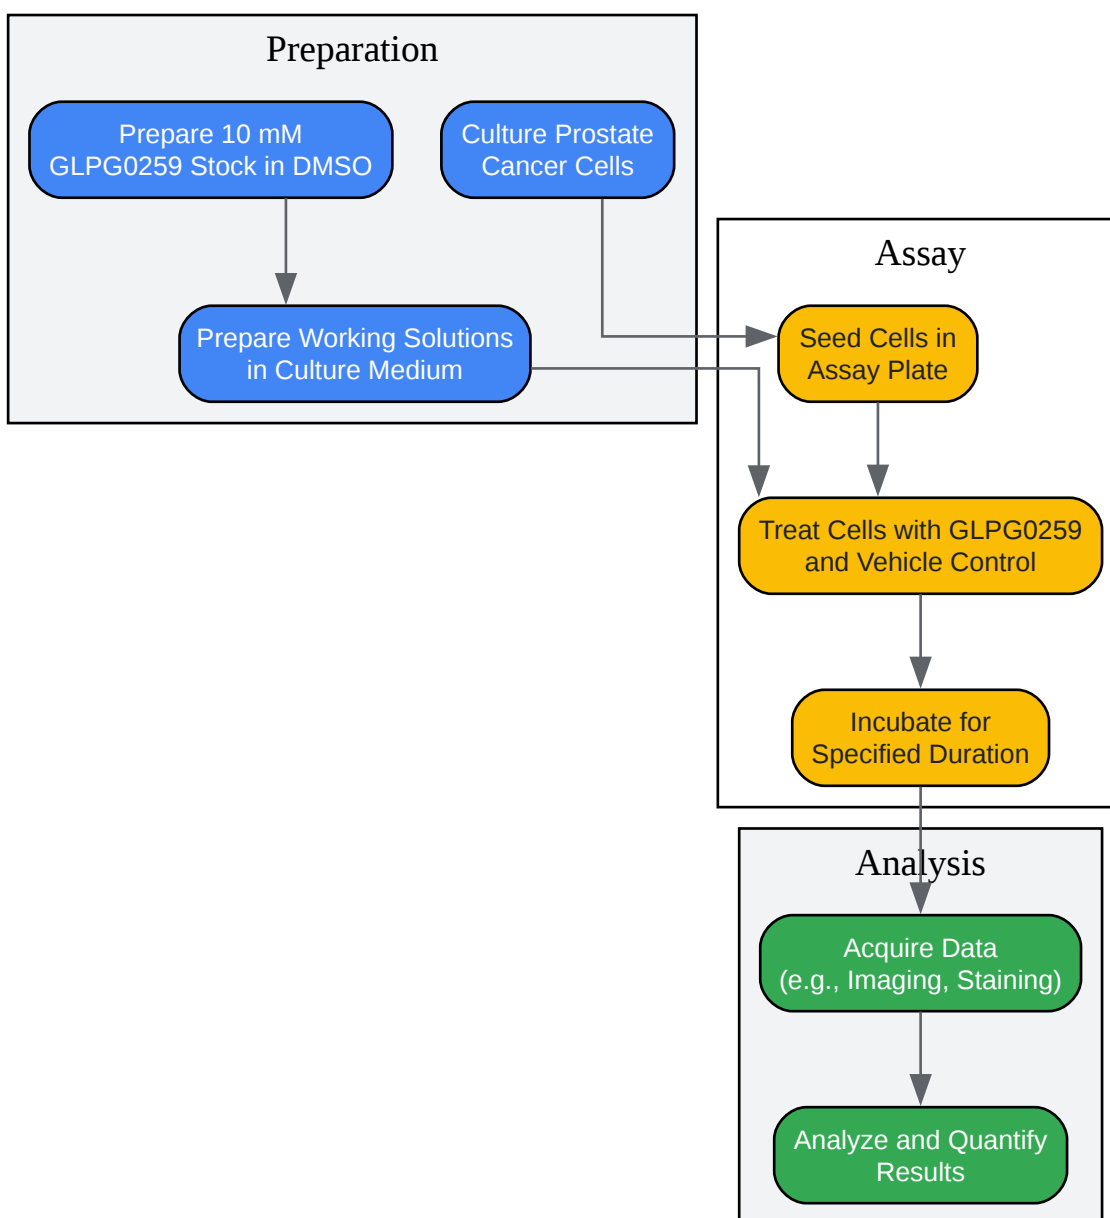 Preparation
Prepare 10 mM
GLPG0259 Stock in DMSO
Culture Prostate
Cancer Cells
Prepare Working Solutions
in Culture Medium
Assay
Seed Cells in
Assay Plate
Treat Cells with GLPG0259
and Vehicle Control
Incubate for
Specified Duration
Analysis
Acquire Data
(e.g., Imaging, Staining)
Analyze and Quantify
Results